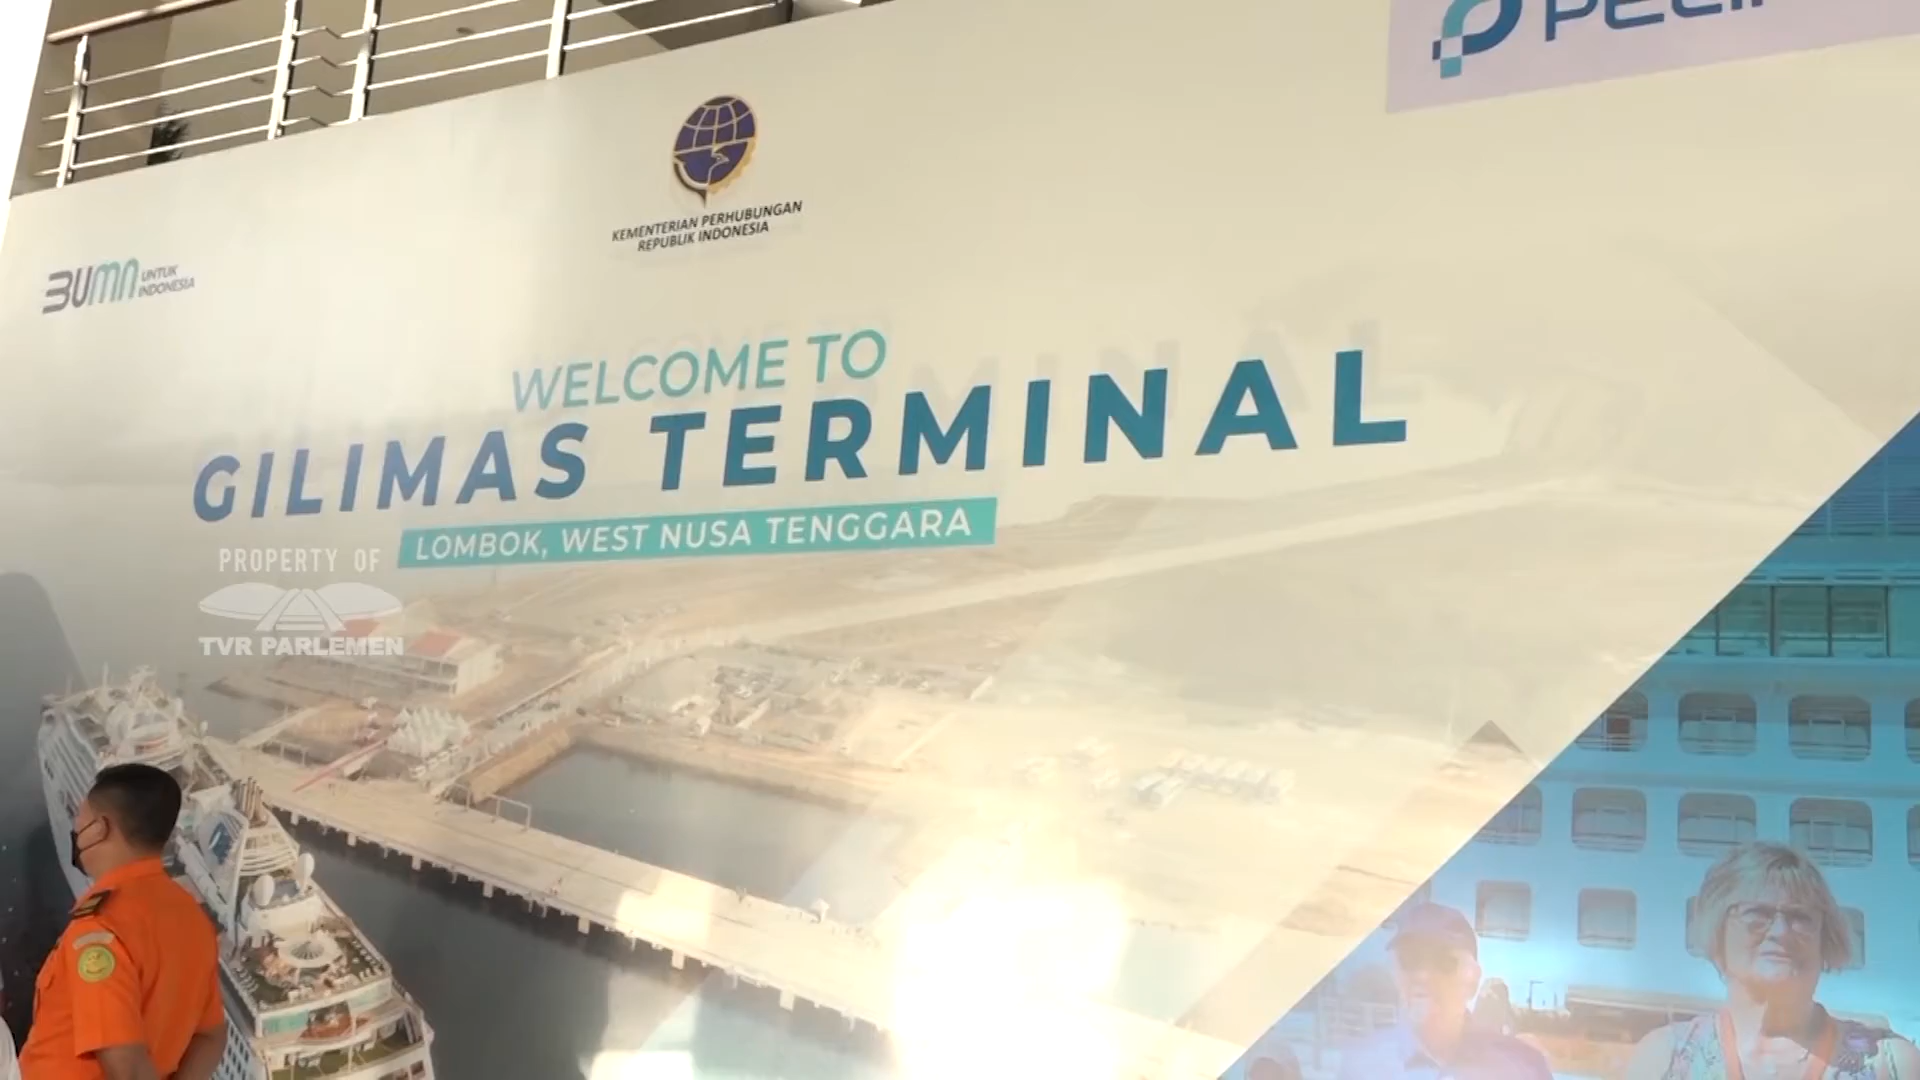 KEMENTERIAN PERHUBUNGAN
REPUBLIK INDONESIA
BUMN UNTUK
INDONESIA
WELCOME TO
GILIMAS TERMINAL
LOMBOK, WEST NUSA TENGGARA
PROPERTY OF
TVR PARLEMEN